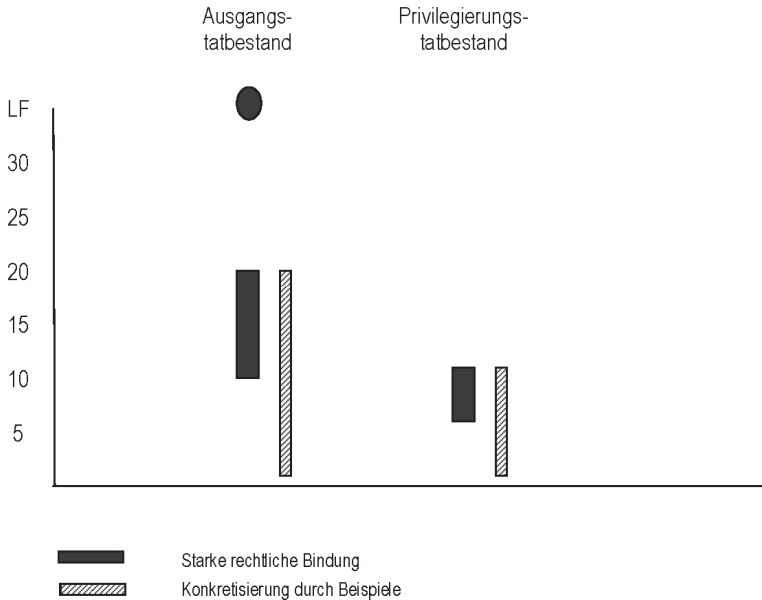 Ausgangs-
tatbestand
Privilegierungs-
tatbestand
LF
30
25
20
15
10
5
Starke rechtliche Bindung
Konkretisierung durch Beispiele